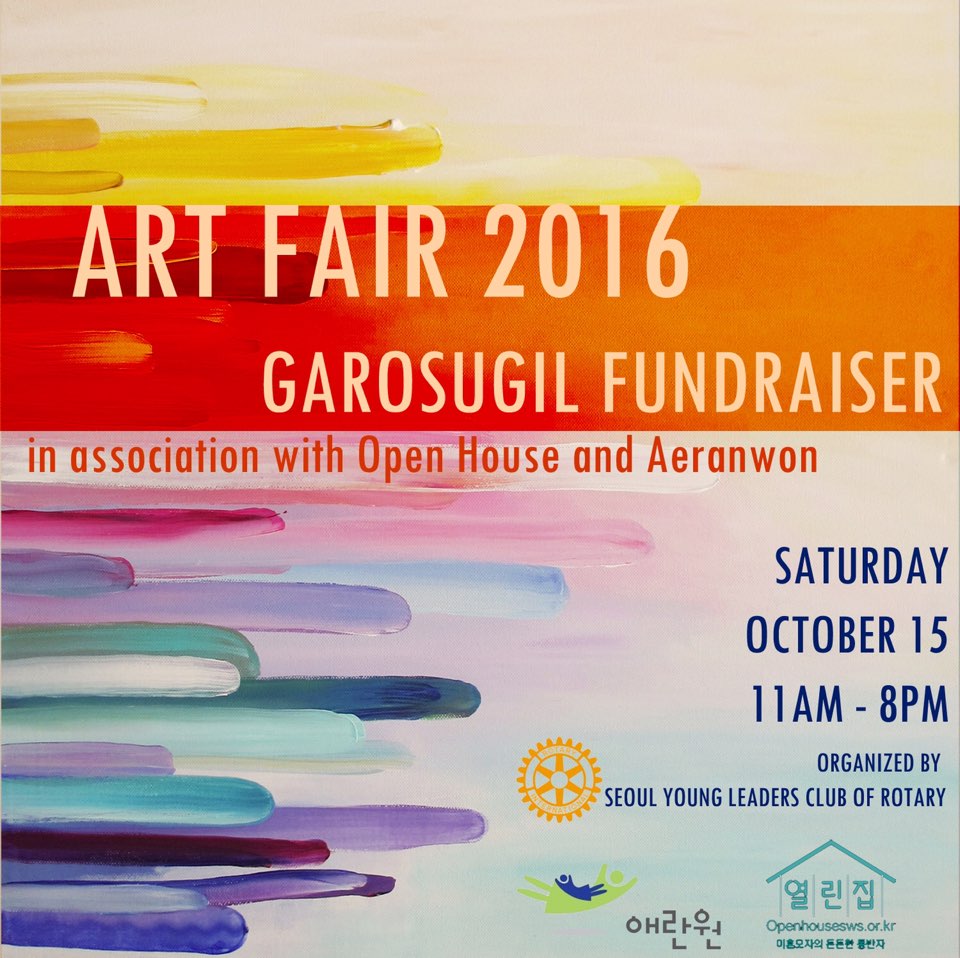 ART FAIR 2016
GAROSUGIL FUNDRAISER
in association with Open House and Aeranwon
SATURDAY
OCTOBER 15
11AM - 8PM
ORGANIZED BY
SEOUL YOUNG LEADERS CLUB OF ROTARY
ROTARY
INTERNATIONAL
애란원
열린집
Openhousesws.or.kr
미혼모자의 든든한 동반자